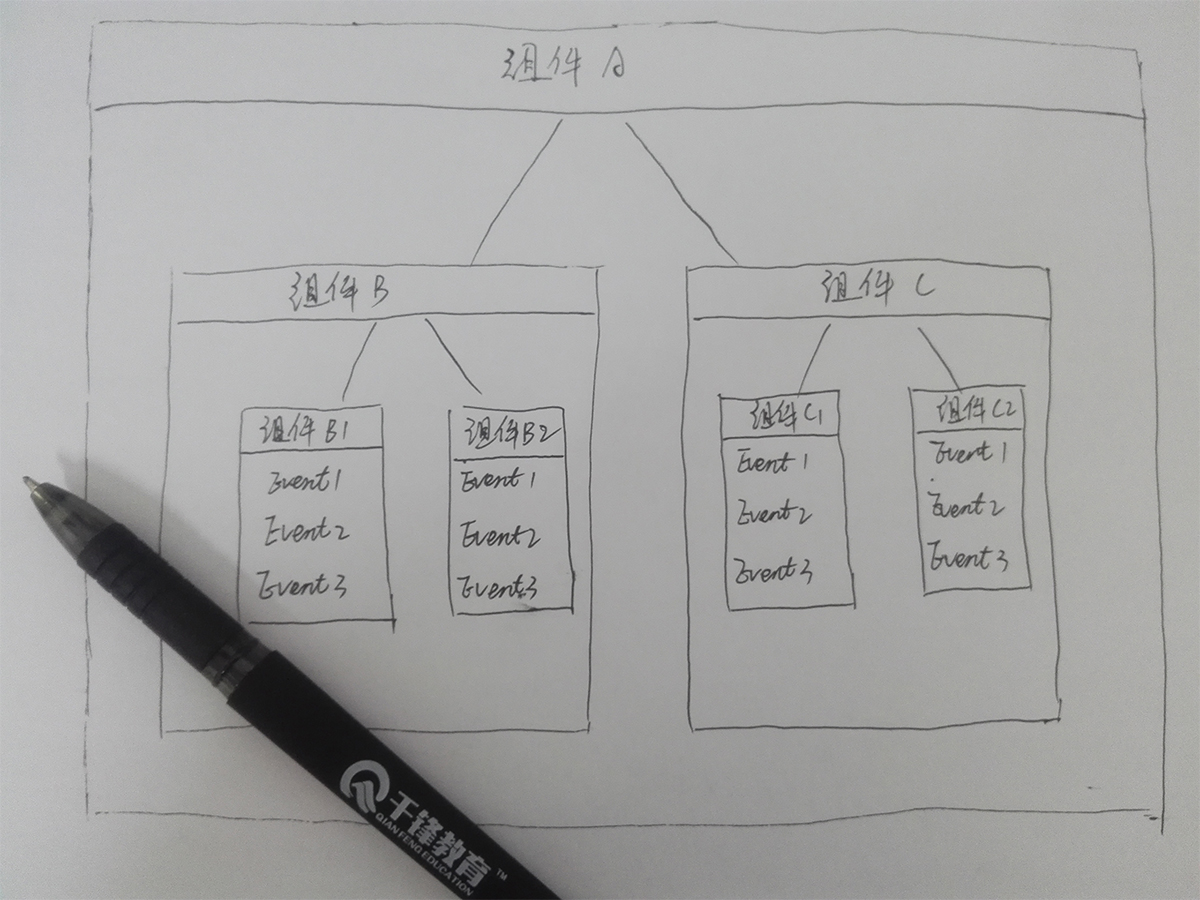 组件 A
组件 B
组件 C
组件 B1
Event 1
Event 2
Event 3
组件 B2
Event 1
Event 2
Event 3
组件 C1
Event 1
Event 2
Event 3
组件 C2
Event 1
Event 2
Event 3
千锋教育™
QIAN FENG EDUCATION